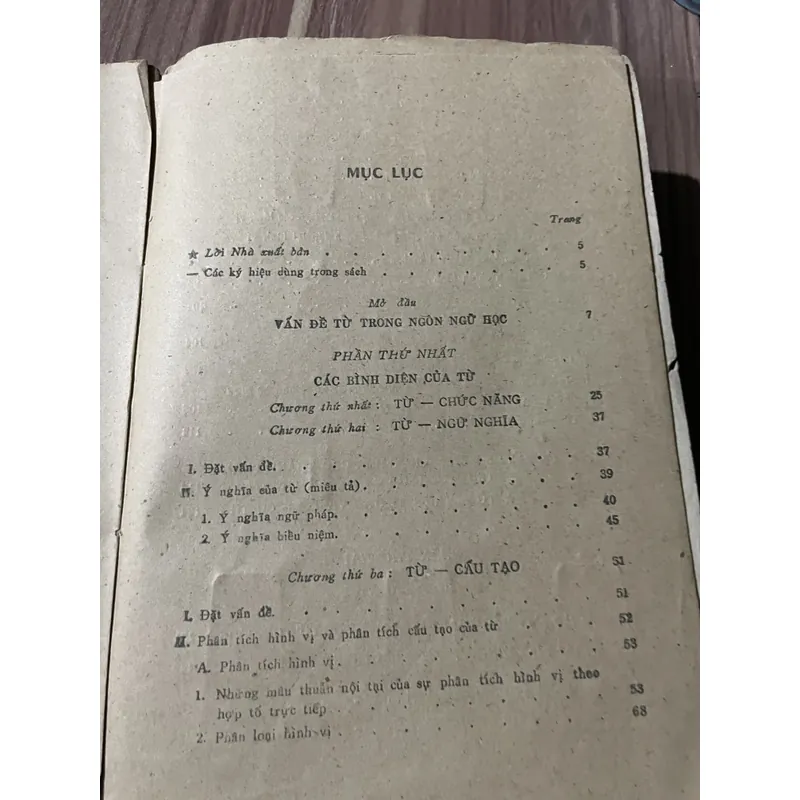 MỤC LỤC
Trang
★ Lời Nhà xuất bản . . . . . . . . . 5
— Các ký hiệu dùng trong sách . . . . . . . 5
Mở đầu
VẤN ĐỀ TỪ TRONG NGÔN NGỮ HỌC 7
PHẦN THỨ NHẤT
CÁC BÌNH DIỆN CỦA TỪ
Chương thứ nhất : TỪ — CHỨC NĂNG 25
Chương thứ hai : TỪ — NGỮ NGHĨA 37
I. Đặt vấn đề. . . . . . . . . . . 37
II. Ý nghĩa của từ (miêu tả) . . . . . . . 39
1. Ý nghĩa ngữ pháp. . . . . . . . . 40
2. Ý nghĩa biểu niệm. . . . . . . . . 45
Chương thứ ba : TỪ — CẤU TẠO 51
I. Đặt vấn đề. . . . . . . . . . . 51
II. Phân tích hình vị và phân tích cấu tạo của từ . . . 52
A. Phân tích hình vị . . . . . . . . . 53
1. Những mâu thuẫn nội tại của sự phân tích hình vị theo
hợp tố trực tiếp . . . . . . . . . 53
2. Phân loại hình vị . . . . . . . . . 68